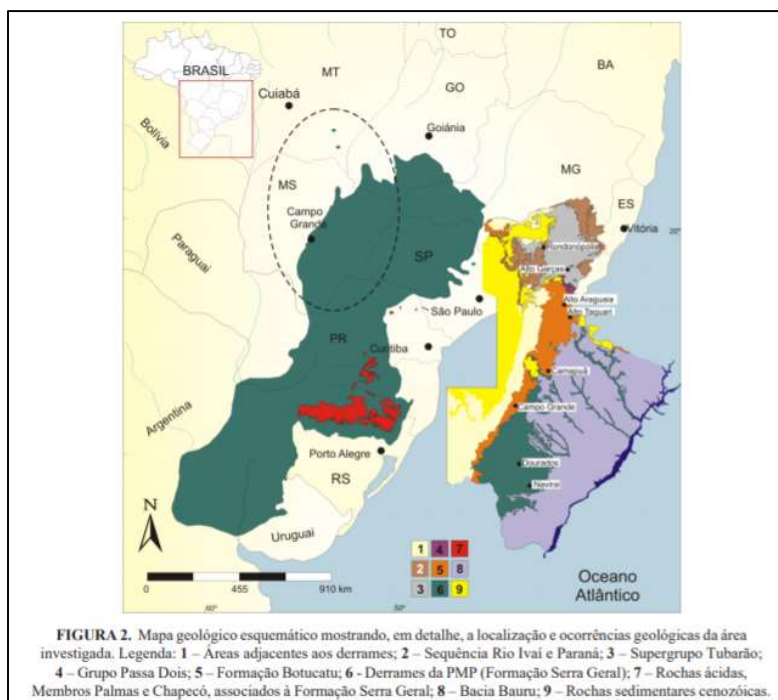 TO
BRASIL
MT
BA
Cuiabá
GO
Bolívia
Goiânia
MG
MS
ES
Campo
Grande
Vitória
20°
Rondonópolis
Paraguai
SP
Alto Garças
Alto Araguaia
São Paulo
Alto Taquari
PR
Curitiba
Camapuã
Argentina
Campo Grande
Porto Alegre
Dourados
RS
Naviraí
N
Uruguai
1 4 7
2 5 8
3 6 9
0 455 910 km
Oceano
Atlântico
60° 50°
FIGURA 2. Mapa geológico esquemático mostrando, em detalhe, a localização e ocorrências geológicas da área
investigada. Legenda: 1 – Áreas adjacentes aos derrames; 2 – Sequência Rio Ivaí e Paraná; 3 – Supergrupo Tubarão;
4 – Grupo Passa Dois; 5 – Formação Botucatu; 6 - Derrames da PMP (Formação Serra Geral); 7 – Rochas ácidas,
Membros Palmas e Chapecó, associados à Formação Serra Geral; 8 – Bacia Bauru; 9 – Rochas sedimentares cenozoicas.